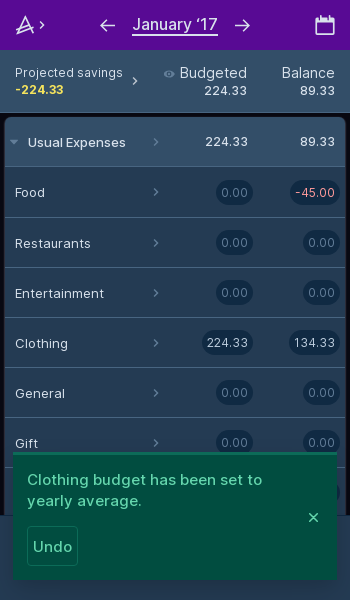 January ‘17
Projected savings
-224.33
Budgeted
224.33
Balance
89.33
Usual Expenses 224.33 89.33
Food 0.00 -45.00
Restaurants 0.00 0.00
Entertainment 0.00 0.00
Clothing 224.33 134.33
General 0.00 0.00
Gift 0.00 0.00
Clothing budget has been set to
yearly average.
Undo